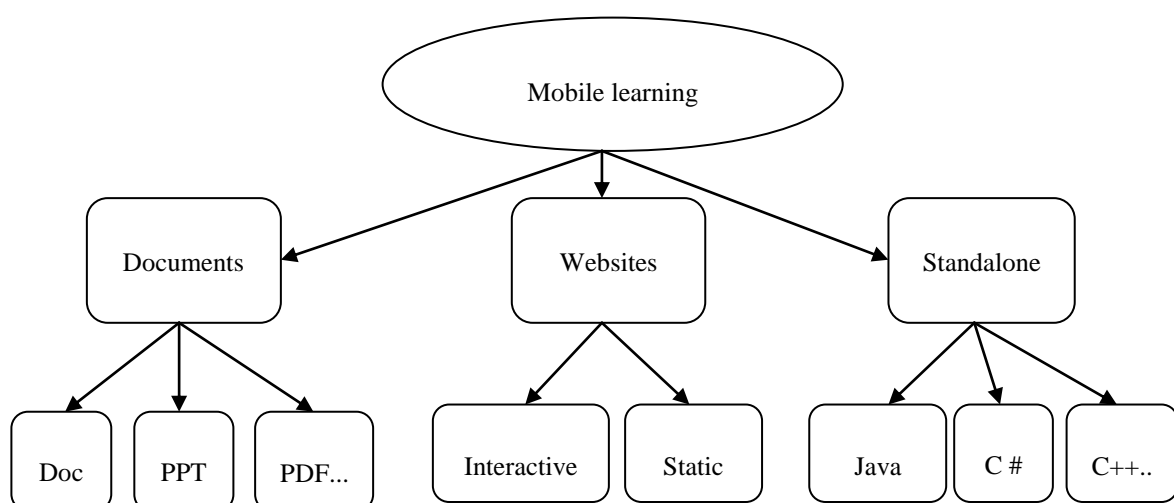 Mobile learning
Documents
Websites
Standalone
Doc
PPT
PDF...
Interactive
Static
Java
C #
C++..